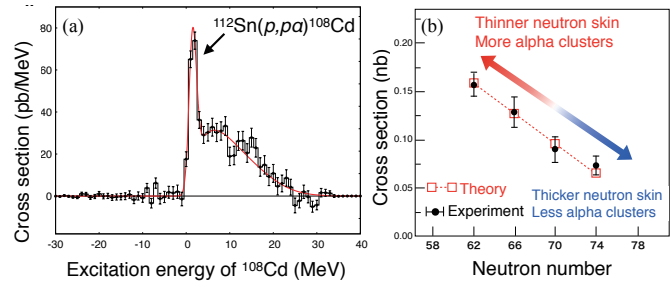 (a)
¹¹²Sn(p,pα)¹⁰⁸Cd
Cross section (pb/MeV)
80
60
40
20
0
-30 -20 -10 0 10 20 30 40
Excitation energy of ¹⁰⁸Cd (MeV)
(b)
Thinner neutron skin
More alpha clusters
Cross section (nb)
0.20
0.15
0.10
0.05
0.00
Theory
Experiment
Thicker neutron skin
Less alpha clusters
58 62 66 70 74 78
Neutron number